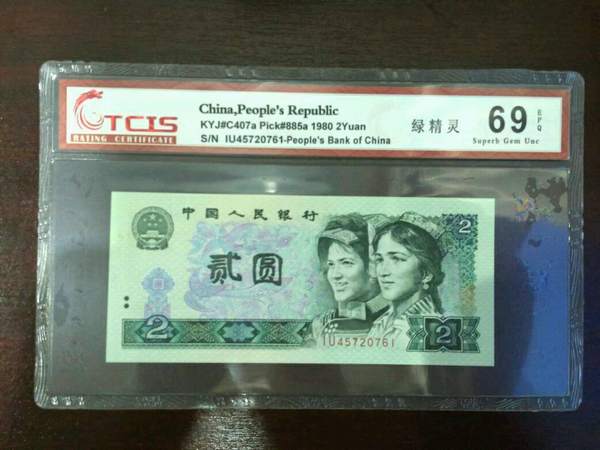 TCIS
RATING CERTIFICATE
China,People's Republic
KYJ#C407a Pick#885a 1980 2Yuan
S/N IU45720761-People's Bank of China
绿精灵
69
EPQ
Superb Gem Unc
中国人民银行
贰圆
2
2
2
IU45720761